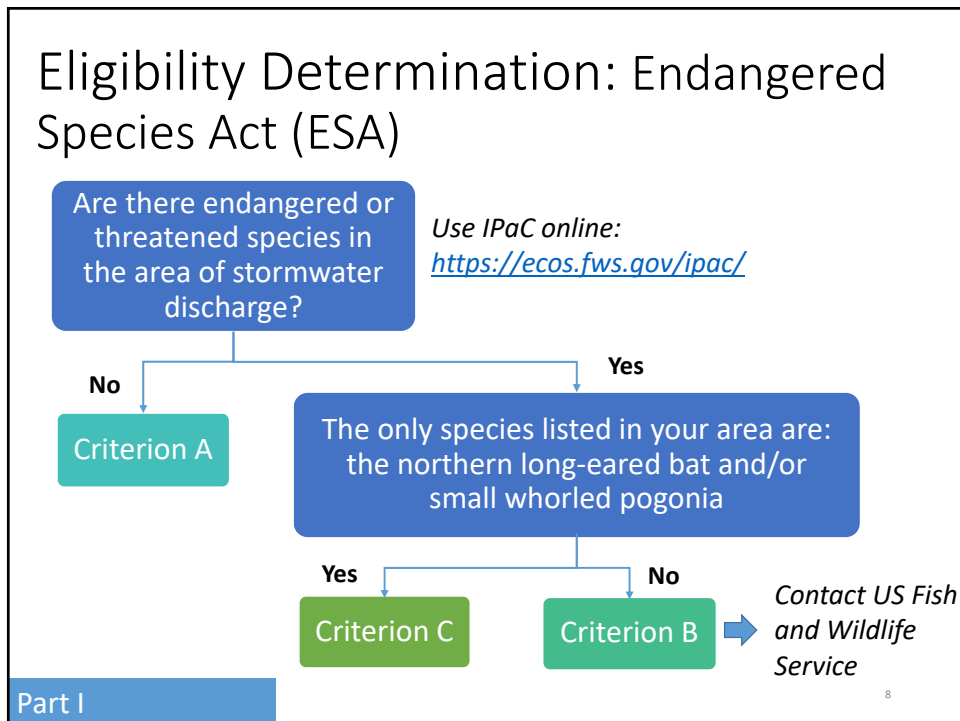 Eligibility Determination: Endangered
Species Act (ESA)
Are there endangered or
threatened species in
the area of stormwater
discharge?
Use IPaC online:
https://ecos.fws.gov/ipac/
No
Yes
Criterion A
The only species listed in your area are:
the northern long-eared bat and/or
small whorled pogonia
Yes
No
Criterion C
Criterion B
Contact US Fish
and Wildlife
Service
Part I
8